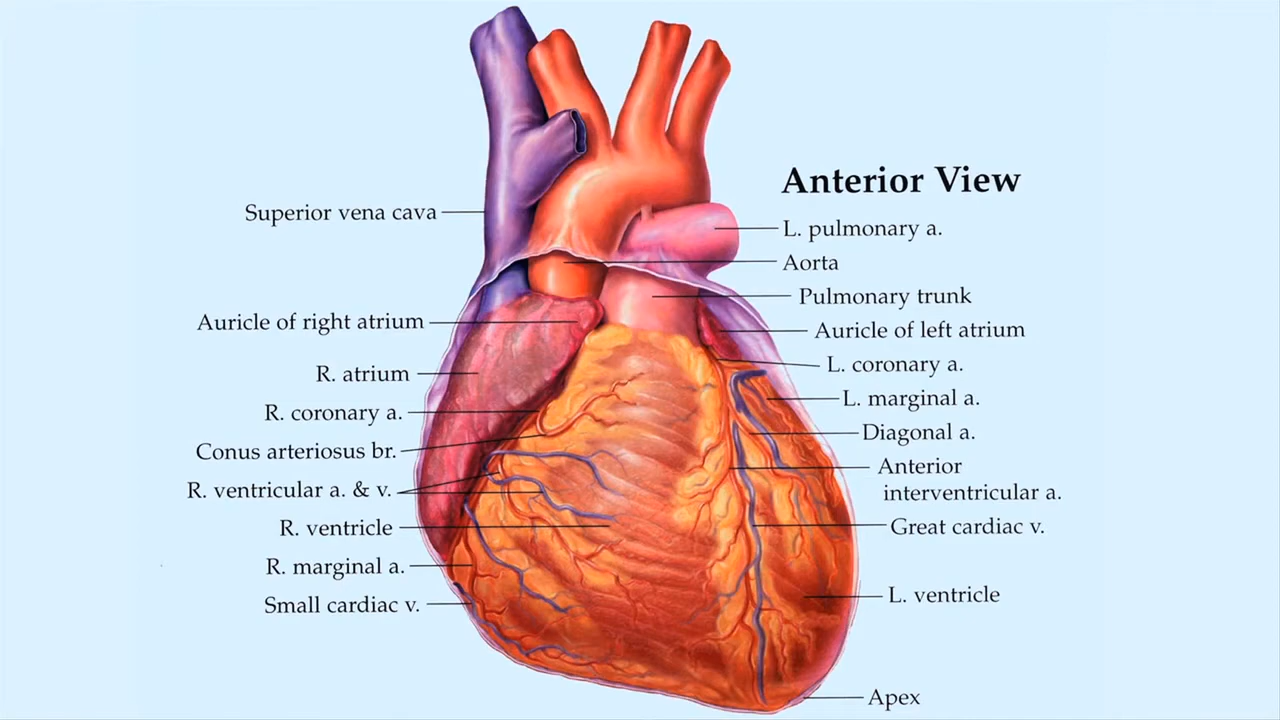 Anterior View
Superior vena cava
Auricle of right atrium
R. atrium
R. coronary a.
Conus arteriosus br.
R. ventricular a. & v.
R. ventricle
R. marginal a.
Small cardiac v.
L. pulmonary a.
Aorta
Pulmonary trunk
Auricle of left atrium
L. coronary a.
L. marginal a.
Diagonal a.
Anterior
interventricular a.
Great cardiac v.
L. ventricle
Apex